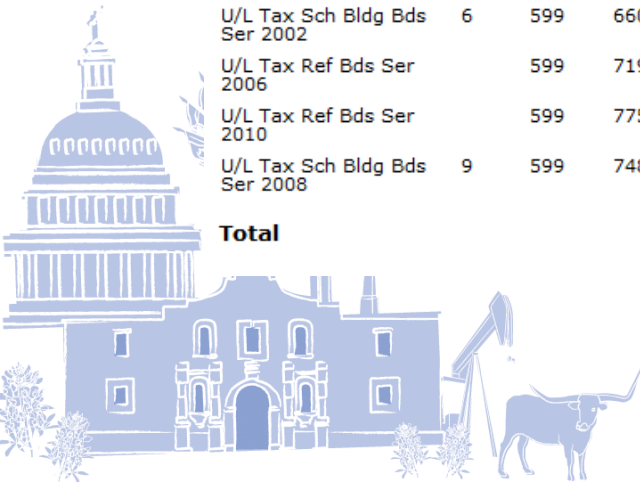 U/L Tax Sch Bldg Bds 6 599
Ser 2002
U/L Tax Ref Bds Ser 599
2006
U/L Tax Ref Bds Ser 599
2010
U/L Tax Sch Bldg Bds 9 599
Ser 2008
Total